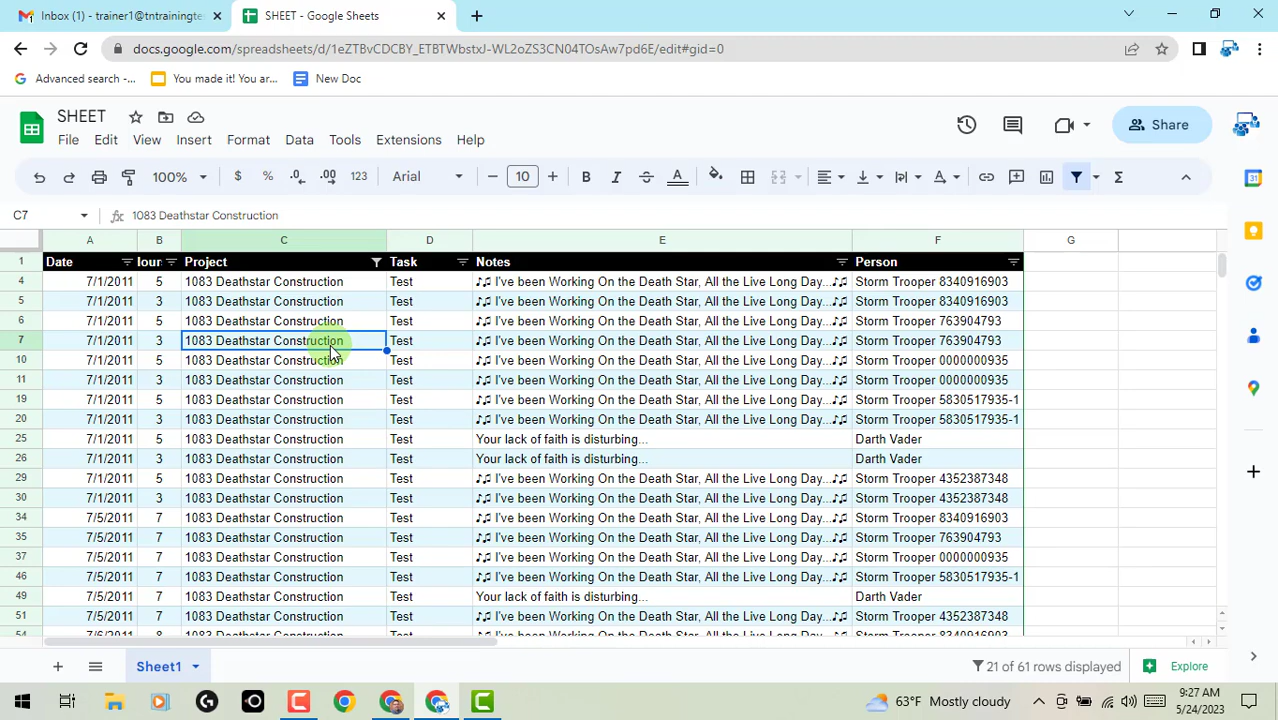 Inbox (1) - trainer1@tntrainingte
SHEET - Google Sheets
docs.google.com/spreadsheets/d/1eZTBvCDCBY_ETBTWbstxJ-WL2oZS3CN04TOsAw7pd6E/edit#gid=0
Advanced search -... You made it! You ar... New Doc
SHEET
File Edit View Insert Format Data Tools Extensions Help
Share
100% $ % .0 .00 123 Arial 10 B I A
C7 fx 1083 Deathstar Construction
A B C D E F G
1 Date lour Project Task Notes Person
4 7/1/2011 5 1083 Deathstar Construction Test ♪♫ I've been Working On the Death Star, All the Live Long Day...♪♫ Storm Trooper 8340916903
5 7/1/2011 3 1083 Deathstar Construction Test ♪♫ I've been Working On the Death Star, All the Live Long Day...♪♫ Storm Trooper 8340916903
6 7/1/2011 5 1083 Deathstar Construction Test ♪♫ I've been Working On the Death Star, All the Live Long Day...♪♫ Storm Trooper 763904793
7 7/1/2011 3 1083 Deathstar Construction Test ♪♫ I've been Working On the Death Star, All the Live Long Day...♪♫ Storm Trooper 763904793
10 7/1/2011 5 1083 Deathstar Construction Test ♪♫ I've been Working On the Death Star, All the Live Long Day...♪♫ Storm Trooper 0000000935
11 7/1/2011 3 1083 Deathstar Construction Test ♪♫ I've been Working On the Death Star, All the Live Long Day...♪♫ Storm Trooper 0000000935
19 7/1/2011 5 1083 Deathstar Construction Test ♪♫ I've been Working On the Death Star, All the Live Long Day...♪♫ Storm Trooper 5830517935-1
20 7/1/2011 3 1083 Deathstar Construction Test ♪♫ I've been Working On the Death Star, All the Live Long Day...♪♫ Storm Trooper 5830517935-1
25 7/1/2011 5 1083 Deathstar Construction Test Your lack of faith is disturbing... Darth Vader
26 7/1/2011 3 1083 Deathstar Construction Test Your lack of faith is disturbing... Darth Vader
29 7/1/2011 5 1083 Deathstar Construction Test ♪♫ I've been Working On the Death Star, All the Live Long Day...♪♫ Storm Trooper 4352387348
30 7/1/2011 3 1083 Deathstar Construction Test ♪♫ I've been Working On the Death Star, All the Live Long Day...♪♫ Storm Trooper 4352387348
34 7/5/2011 7 1083 Deathstar Construction Test ♪♫ I've been Working On the Death Star, All the Live Long Day...♪♫ Storm Trooper 8340916903
35 7/5/2011 7 1083 Deathstar Construction Test ♪♫ I've been Working On the Death Star, All the Live Long Day...♪♫ Storm Trooper 763904793
37 7/5/2011 7 1083 Deathstar Construction Test ♪♫ I've been Working On the Death Star, All the Live Long Day...♪♫ Storm Trooper 0000000935
46 7/5/2011 7 1083 Deathstar Construction Test ♪♫ I've been Working On the Death Star, All the Live Long Day...♪♫ Storm Trooper 5830517935-1
49 7/5/2011 7 1083 Deathstar Construction Test Your lack of faith is disturbing... Darth Vader
51 7/5/2011 7 1083 Deathstar Construction Test ♪♫ I've been Working On the Death Star, All the Live Long Day...♪♫ Storm Trooper 4352387348
54 7/6/2011 8 1083 Deathstar Construction Test ♪♫ I've been Working On the Death Star, All the Live Long Day...♪♫ Storm Trooper 8340916903
Sheet1 21 of 61 rows displayed Explore
63°F Mostly cloudy
9:27 AM
5/24/2023